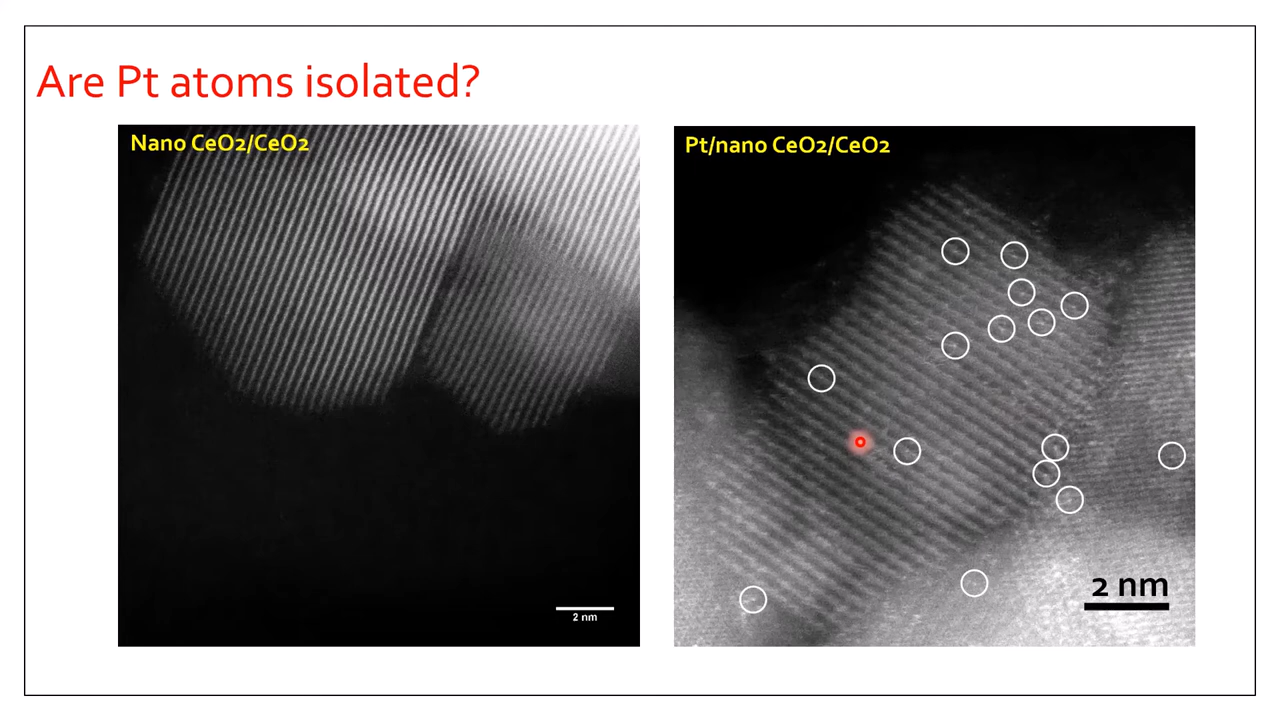 Are Pt atoms isolated?
Nano CeO2/CeO2
Pt/nano CeO2/CeO2
2 nm
2 nm